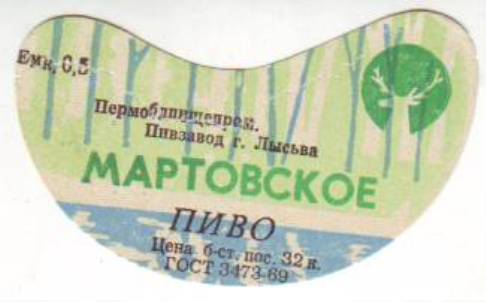 Емк. 0,5
Пермоблпищепром.
Пивзавод г. Лысьва
МАРТОВСКОЕ
ПИВО
Цена б-ст. пос. 32 к.
ГОСТ 3473-69